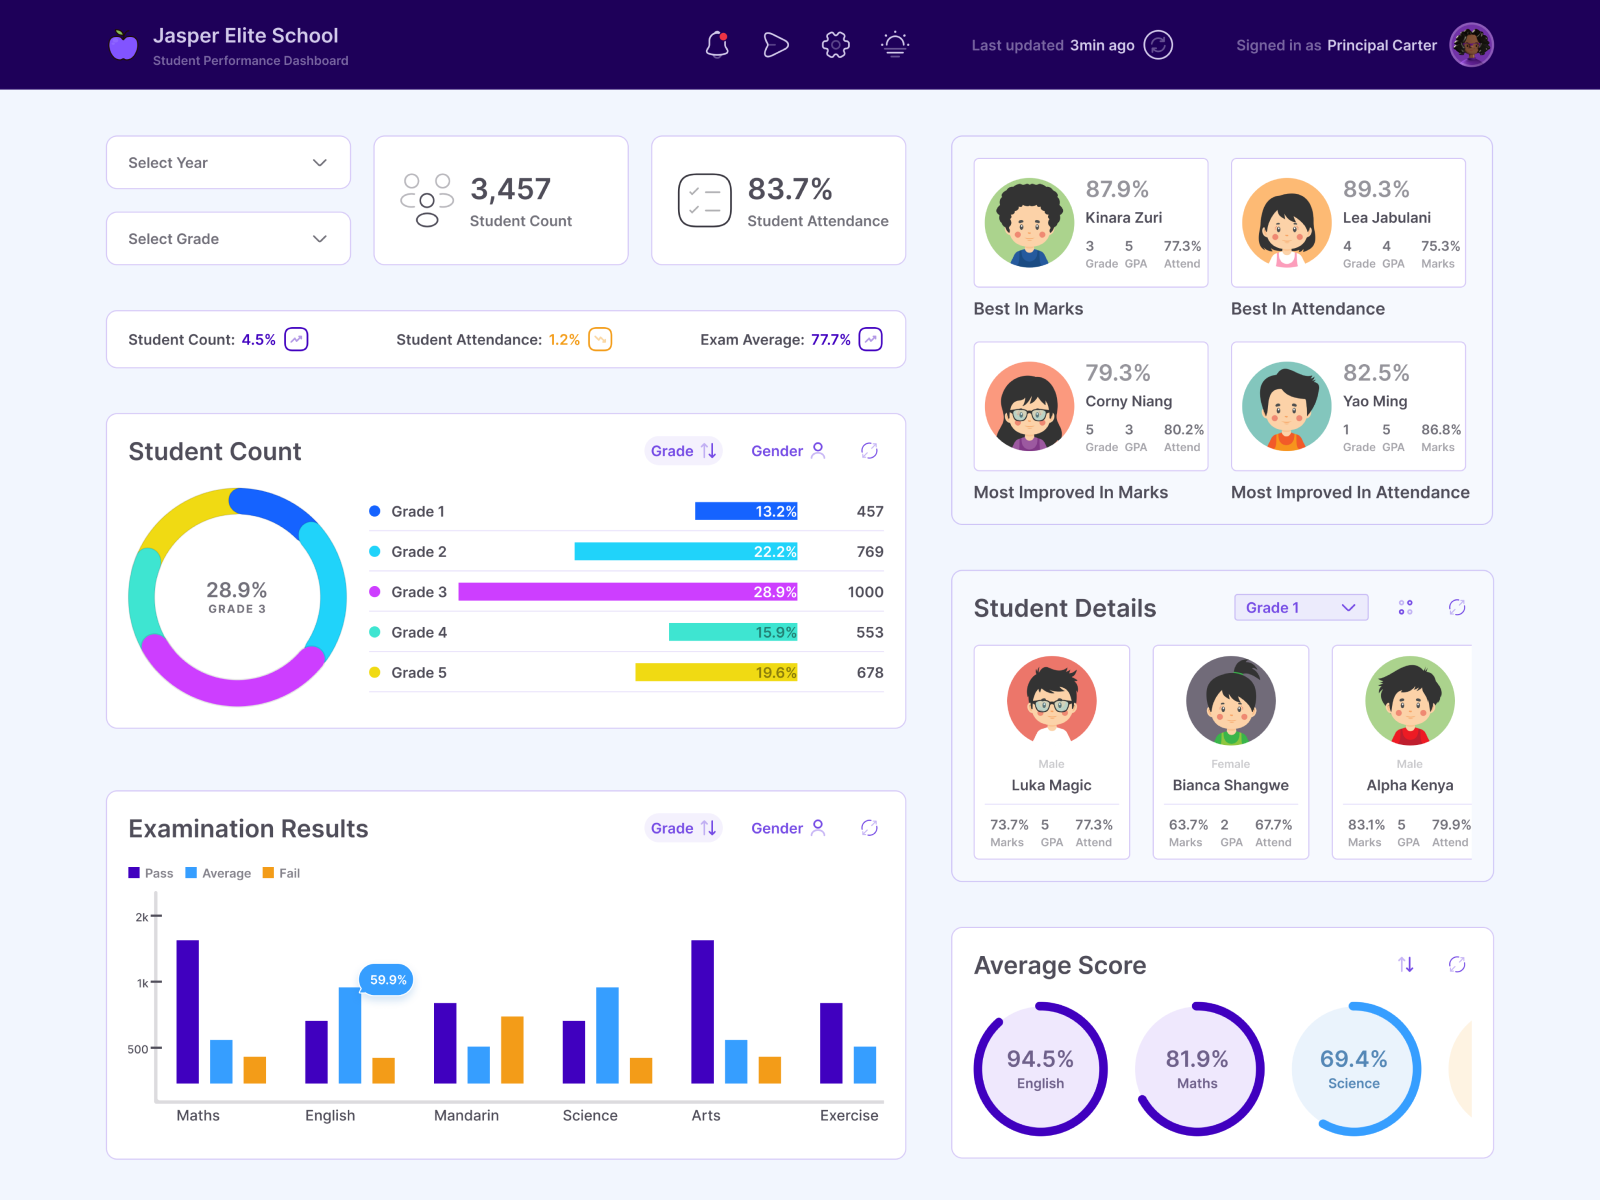 Jasper Elite School
Student Performance Dashboard
Last updated 3min ago
Signed in as Principal Carter
Select Year
Select Grade
3,457
Student Count
83.7%
Student Attendance
Student Count: 4.5%
Student Attendance: 1.2%
Exam Average: 77.7%
Student Count
Grade
Gender
28.9%
GRADE 3
Grade 1 13.2% 457
Grade 2 22.2% 769
Grade 3 28.9% 1000
Grade 4 15.9% 553
Grade 5 19.6% 678
Examination Results
Grade
Gender
Pass Average Fail
2k
1k
500
59.9%
Maths English Mandarin Science Arts Exercise
87.9%
Kinara Zuri
3 5 77.3%
Grade GPA Attend
Best In Marks
89.3%
Lea Jabulani
4 4 75.3%
Grade GPA Marks
Best In Attendance
79.3%
Corny Niang
5 3 80.2%
Grade GPA Attend
Most Improved In Marks
82.5%
Yao Ming
1 5 86.8%
Grade GPA Marks
Most Improved In Attendance
Student Details
Grade 1
Male
Luka Magic
73.7% 5 77.3%
Marks GPA Attend
Female
Bianca Shangwe
63.7% 2 67.7%
Marks GPA Attend
Male
Alpha Kenya
83.1% 5 79.9%
Marks GPA Attend
Average Score
94.5%
English
81.9%
Maths
69.4%
Science